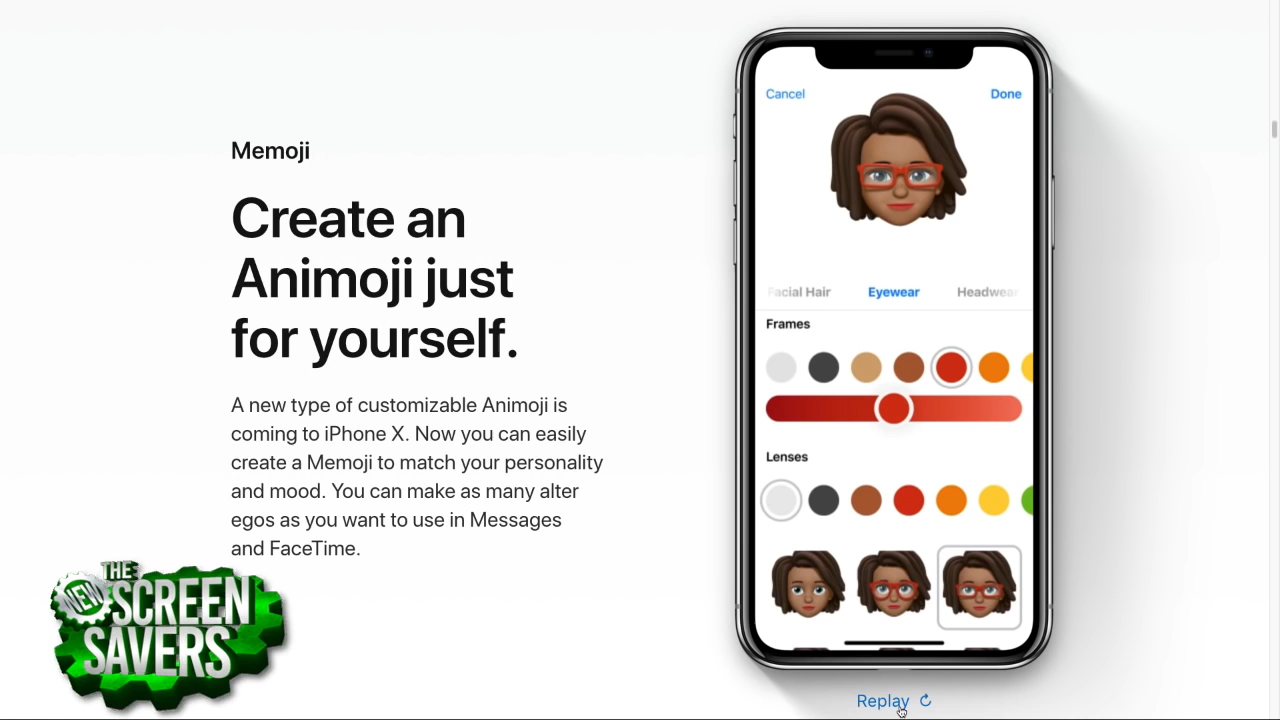 Memoji
Create an
Animoji just
for yourself.
A new type of customizable Animoji is
coming to iPhone X. Now you can easily
create a Memoji to match your personality
and mood. You can make as many alter
egos as you want to use in Messages
and FaceTime.
Cancel
Done
Facial Hair
Eyewear
Headwear
Frames
Lenses
Replay
THE
NEW
SCREEN
SAVERS